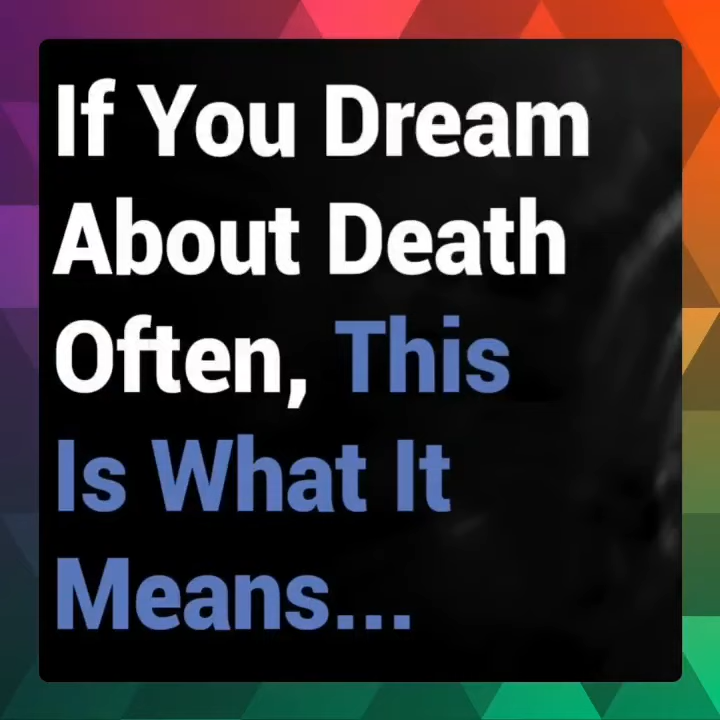 If You Dream
About Death
Often, This
Is What It
Means...